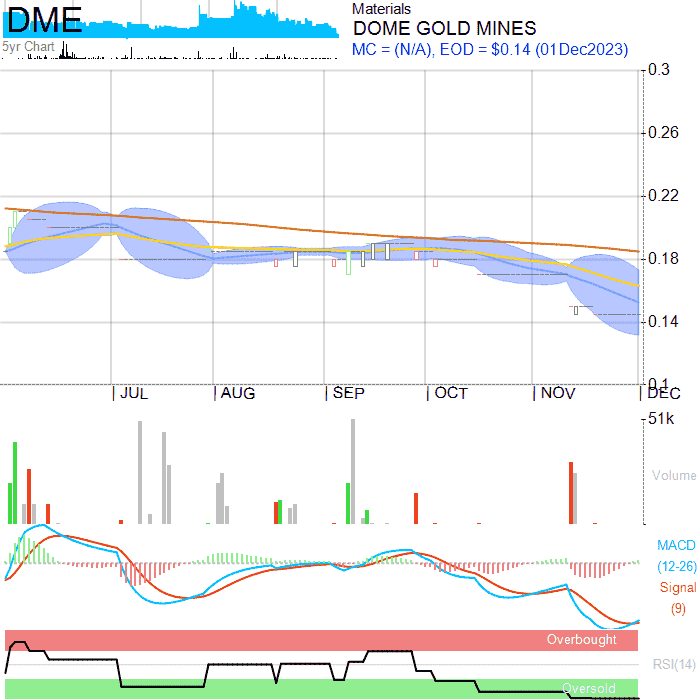 DME
5yr Chart
Materials
DOME GOLD MINES
MC = (N/A), EOD = $0.14 (01Dec2023)
0.3
0.26
0.22
0.18
0.14
0.1
JUL AUG SEP OCT NOV DEC
51k
Volume
MACD
(12-26)
Signal
(9)
Overbought
RSI(14)
Oversold